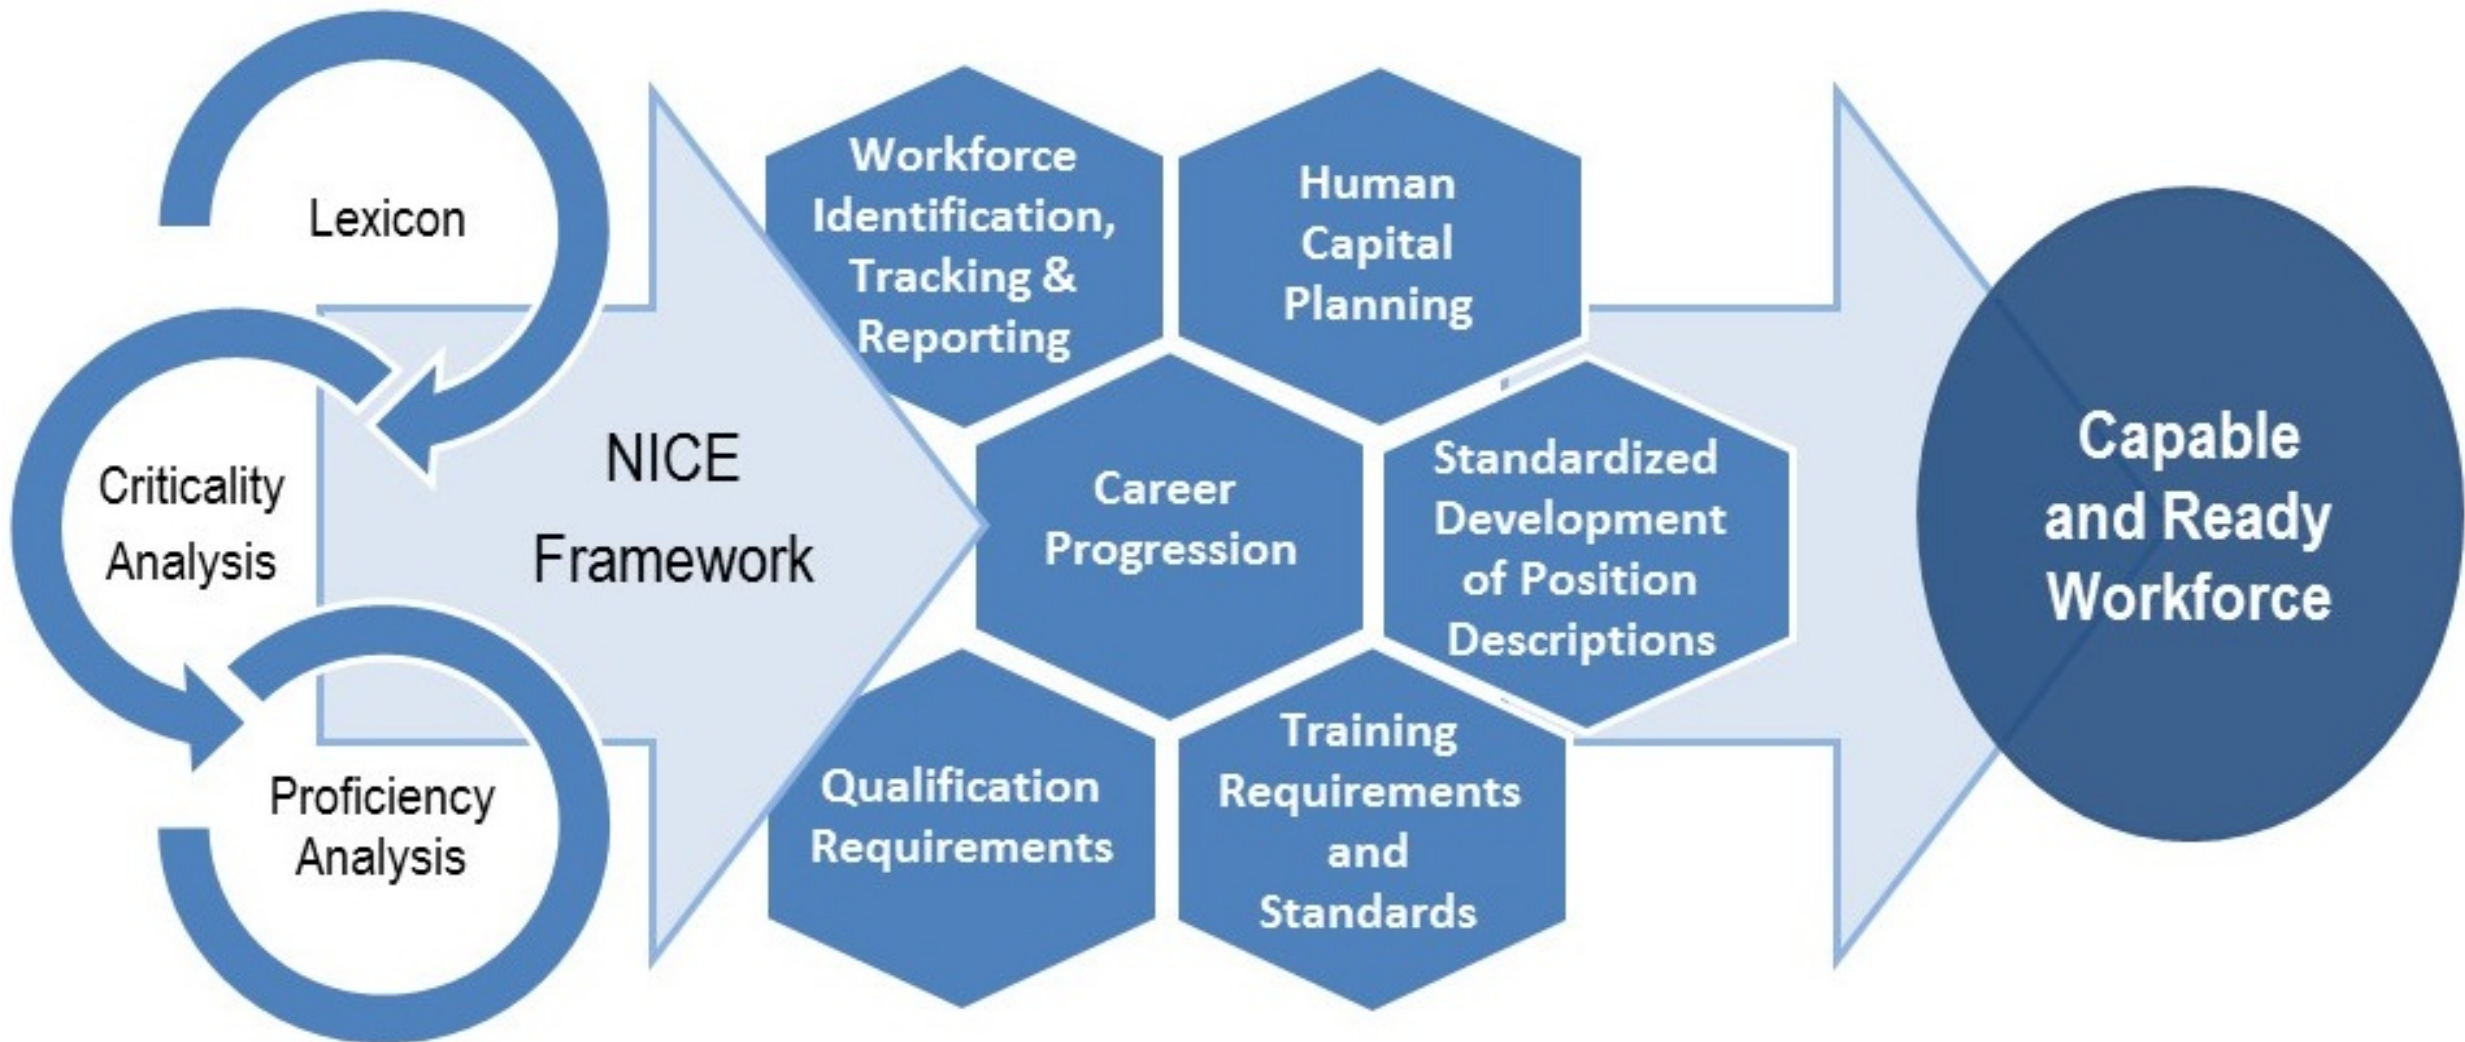 Lexicon
Criticality
Analysis
Proficiency
Analysis
NICE
Framework
Workforce
Identification,
Tracking &
Reporting
Human
Capital
Planning
Career
Progression
Standardized
Development
of Position
Descriptions
Qualification
Requirements
Training
Requirements
and
Standards
Capable
and Ready
Workforce